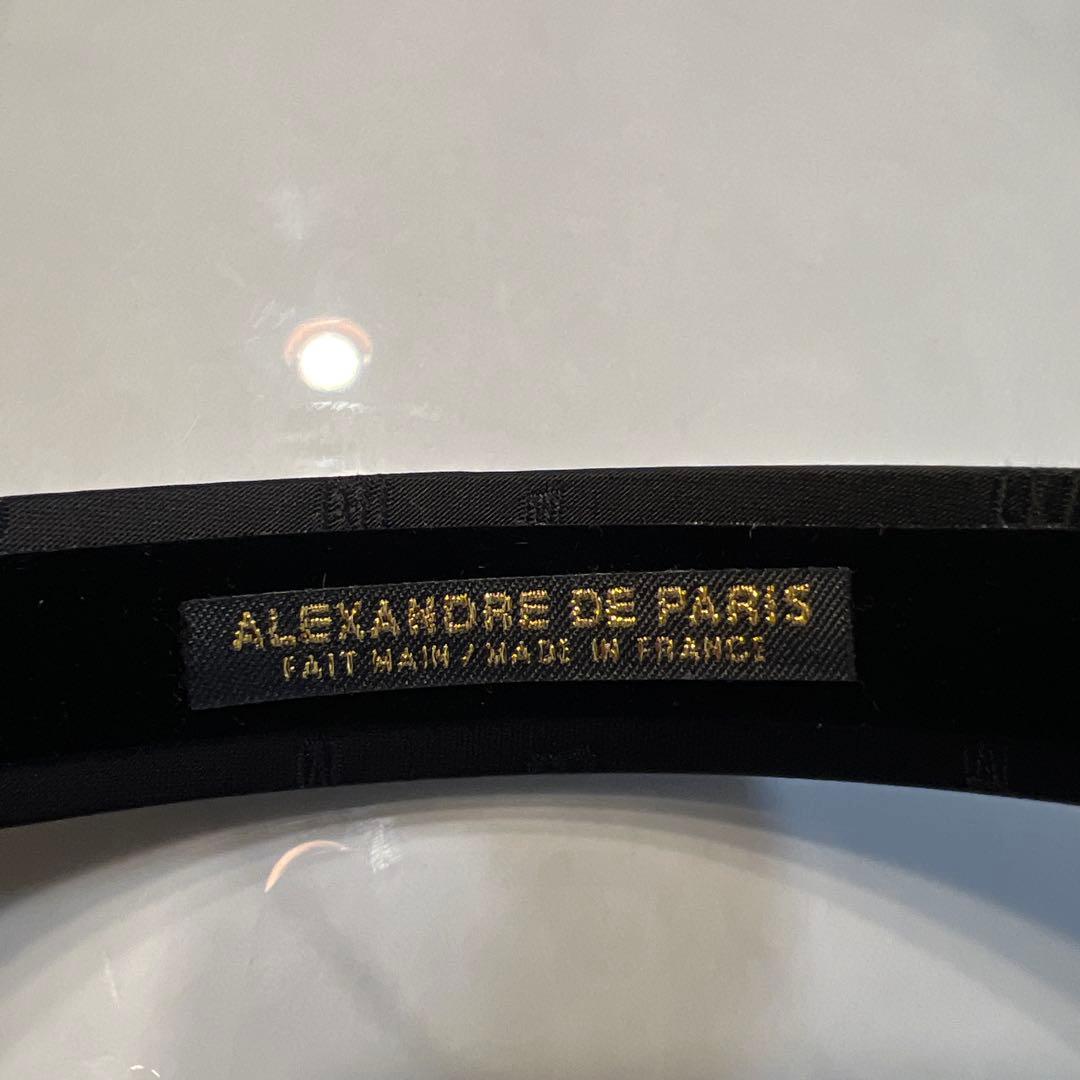 ALEXANDRE DE PARIS
FAIT MAIN / MADE IN FRANCE